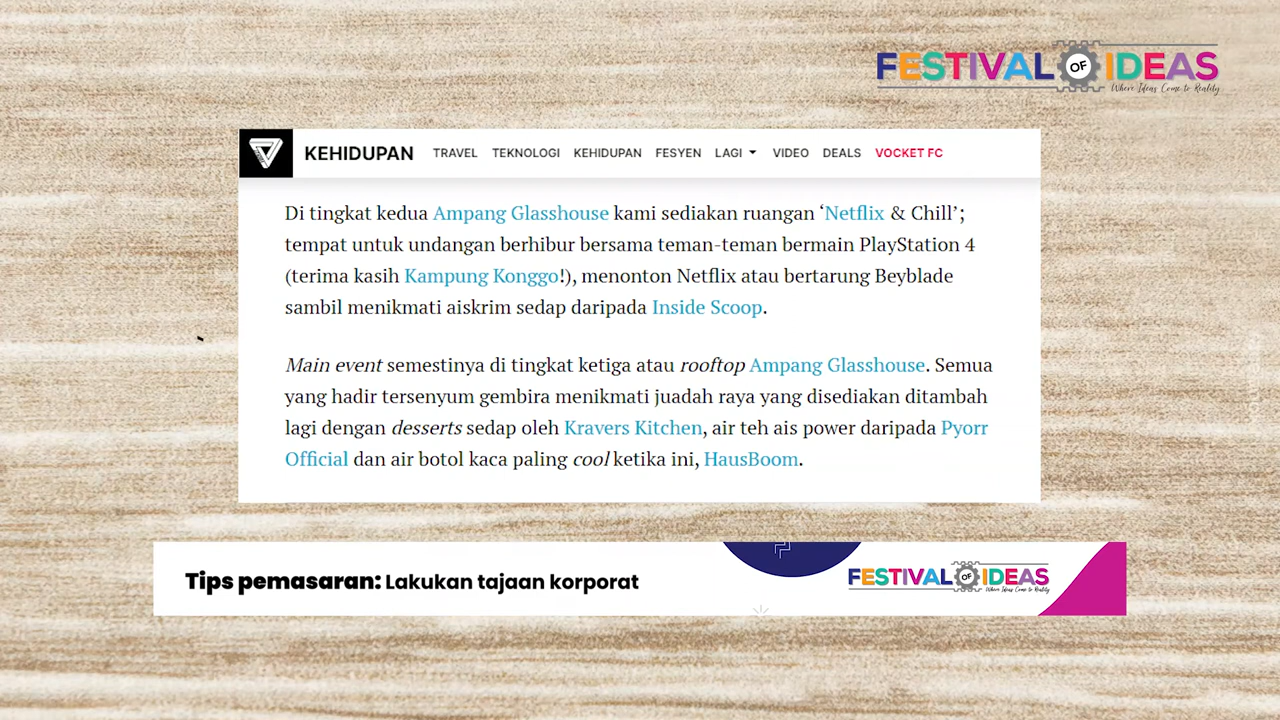 FESTIVAL OF IDEAS
Where Ideas Come to Reality
KEHIDUPAN TRAVEL TEKNOLOGI KEHIDUPAN FESYEN LAGI VIDEO DEALS VOCKET FC
Di tingkat kedua Ampang Glasshouse kami sediakan ruangan ‘Netflix & Chill’;
tempat untuk undangan berhibur bersama teman-teman bermain PlayStation 4
(terima kasih Kampung Konggo!), menonton Netflix atau bertarung Beyblade
sambil menikmati aiskrim sedap daripada Inside Scoop.
Main event semestinya di tingkat ketiga atau rooftop Ampang Glasshouse. Semua
yang hadir tersenyum gembira menikmati juadah raya yang disediakan ditambah
lagi dengan desserts sedap oleh Kravers Kitchen, air teh ais power daripada Pyorr
Official dan air botol kaca paling cool ketika ini, HausBoom.
Tips pemasaran: Lakukan tajaan korporat
FESTIVAL OF IDEAS
Where Ideas Come to Reality